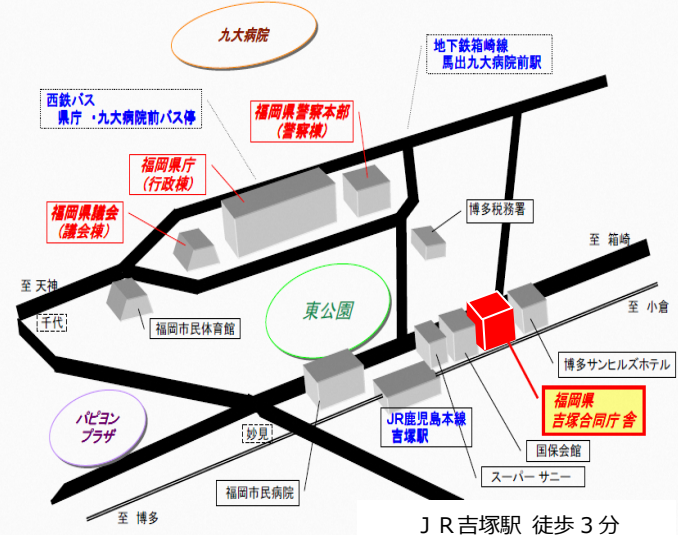 九大病院
地下鉄箱崎線
馬出九大病院前駅
西鉄バス
県庁・九大病院前バス停
福岡県警察本部
(警察棟)
福岡県庁
(行政棟)
福岡県議会
(議会棟)
博多税務署
至 箱崎
至 天神
千代
東公園
至 小倉
福岡市民体育館
博多サンヒルズホテル
福岡県
吉塚合同庁舎
パピヨン
プラザ
JR鹿児島本線
吉塚駅
妙見
国保会館
スーパー サニー
福岡市民病院
至 博多
ＪＲ吉塚駅 徒歩３分